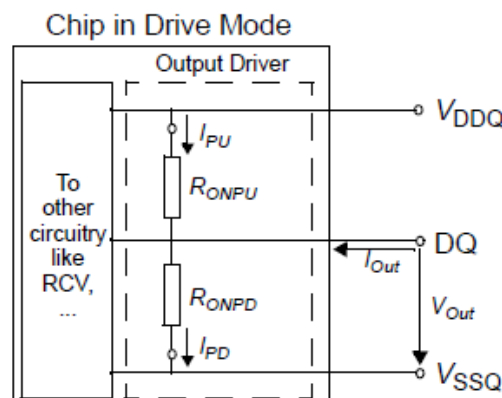 Chip in Drive Mode
Output Driver
V_DDQ
I_PU
To
other
circuitry
like
RCV,
...
R_ONPU
DQ
I_Out
R_ONPD
V_Out
I_PD
V_SSQ